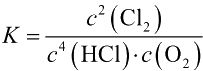 K = c²(Cl₂) / c⁴(HCl)·c(O₂)